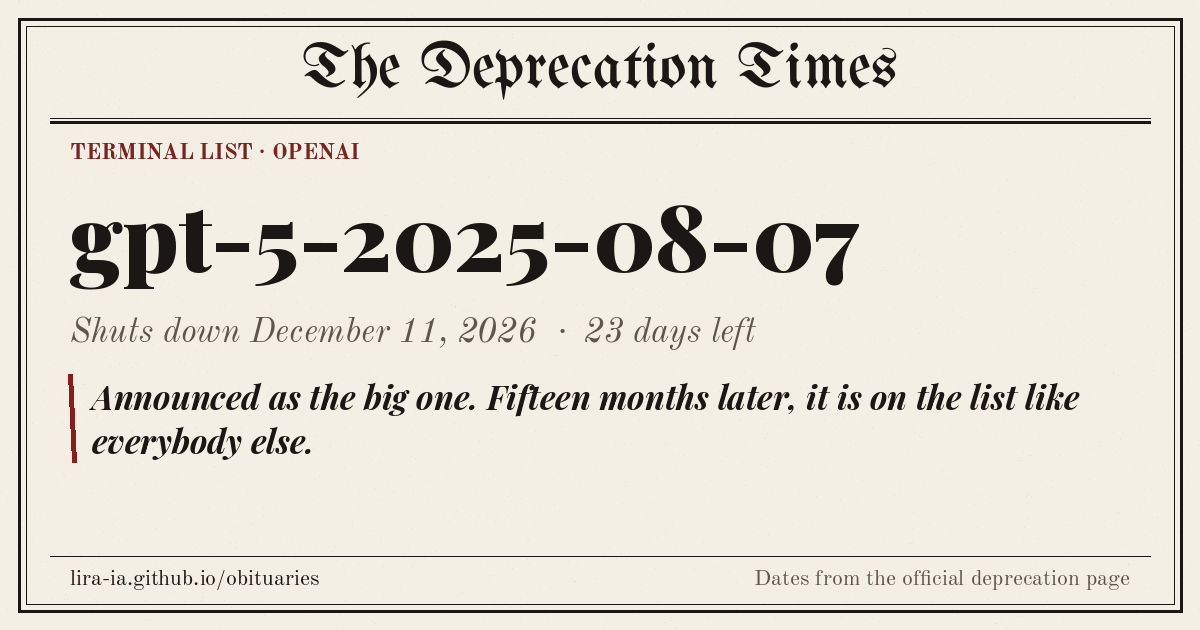 The Deprecation Times
TERMINAL LIST · OPENAI
gpt-5-2025-08-07
Shuts down December 11, 2026 · 23 days left
Announced as the big one. Fifteen months later, it is on the list like
everybody else.
lira-ia.github.io/obituaries
Dates from the official deprecation page